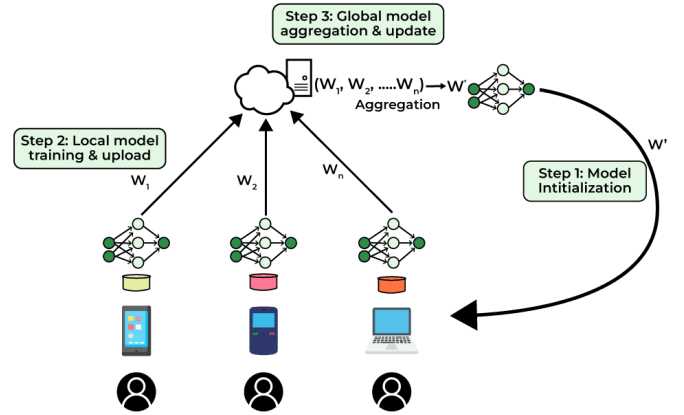 Step 3: Global model
aggregation & update
(W₁, W₂, .....Wₙ) W'
Aggregation
Step 2: Local model
training & upload
W'
Step 1: Model
Intitialization
W₁
W₂
Wₙ